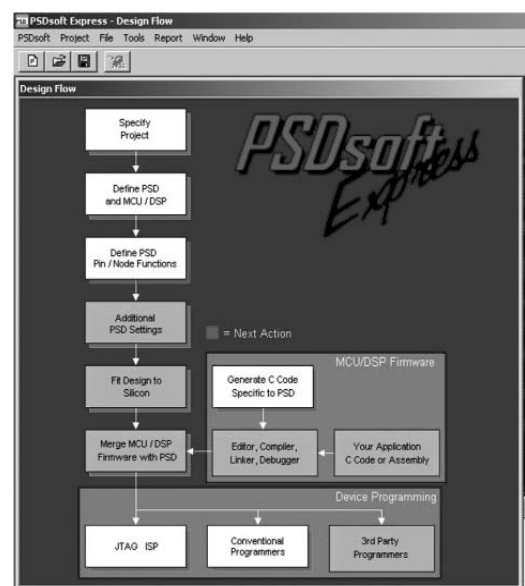 PSDsoft Express - Design Flow
PSDsoft Project File Tools Report Window Help
Design Flow
PSDsoft
Express
Specify
Project
Define PSD
and MCU / DSP
Define PSD
Pin / Node Functions
Additional
PSD Settings
= Next Action
MCU/DSP Firmware
Fit Design to
Silicon
Generate C Code
Specific to PSD
Merge MCU / DSP
Firmware with PSD
Editor, Compiler,
Linker, Debugger
Your Application
C Code or Assembly
Device Programming
JTAG ISP
Conventional
Programmers
3rd Party
Programmers